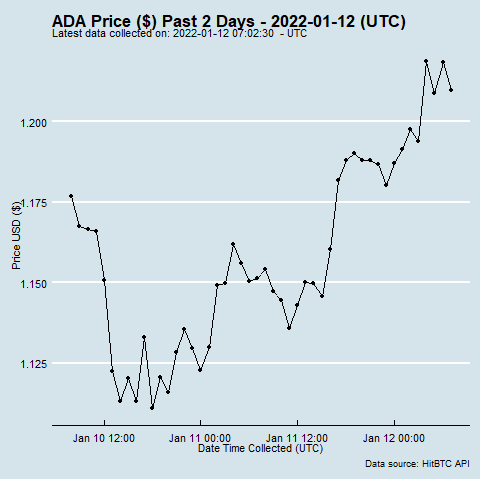 ADA Price ($) Past 2 Days - 2022-01-12 (UTC)
Latest data collected on: 2022-01-12 07:02:30 - UTC
1.200
1.175
1.150
1.125
Price USD ($)
Jan 10 12:00
Jan 11 00:00
Jan 11 12:00
Jan 12 00:00
Date Time Collected (UTC)
Data source: HitBTC API